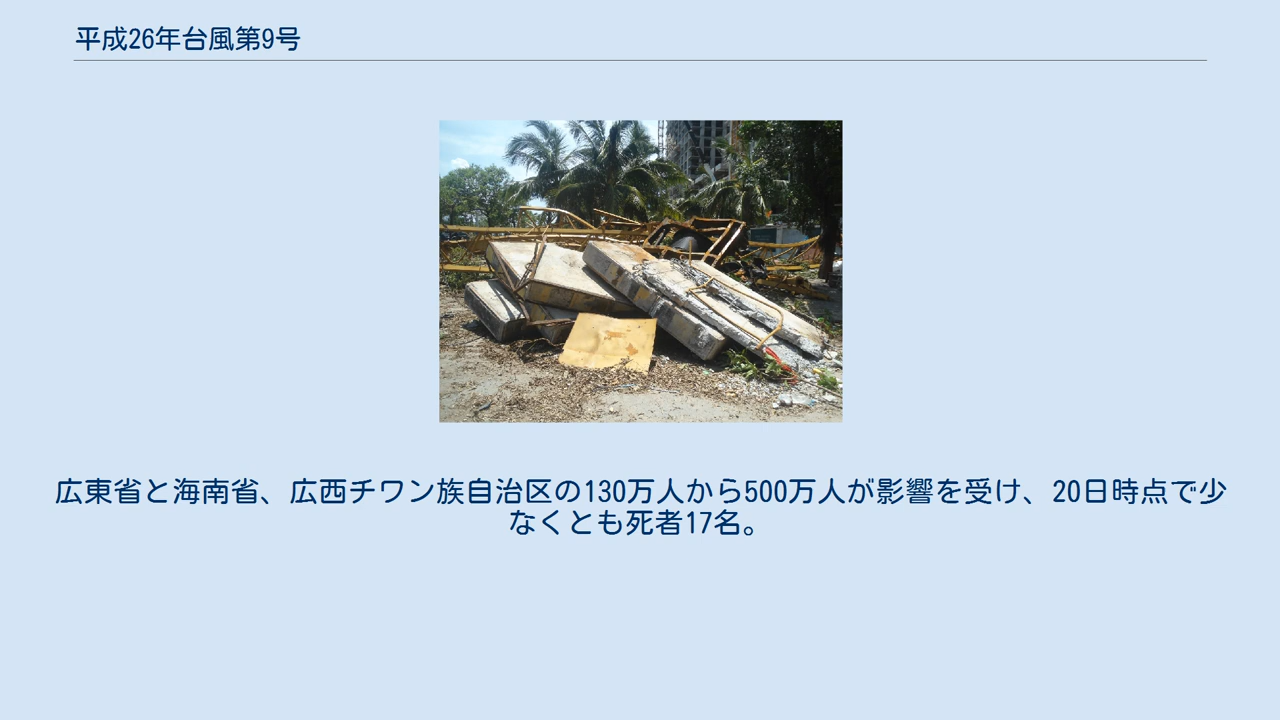 平成26年台風第9号
広東省と海南省、広西チワン族自治区の130万人から500万人が影響を受け、20日時点で少
なくとも死者17名。